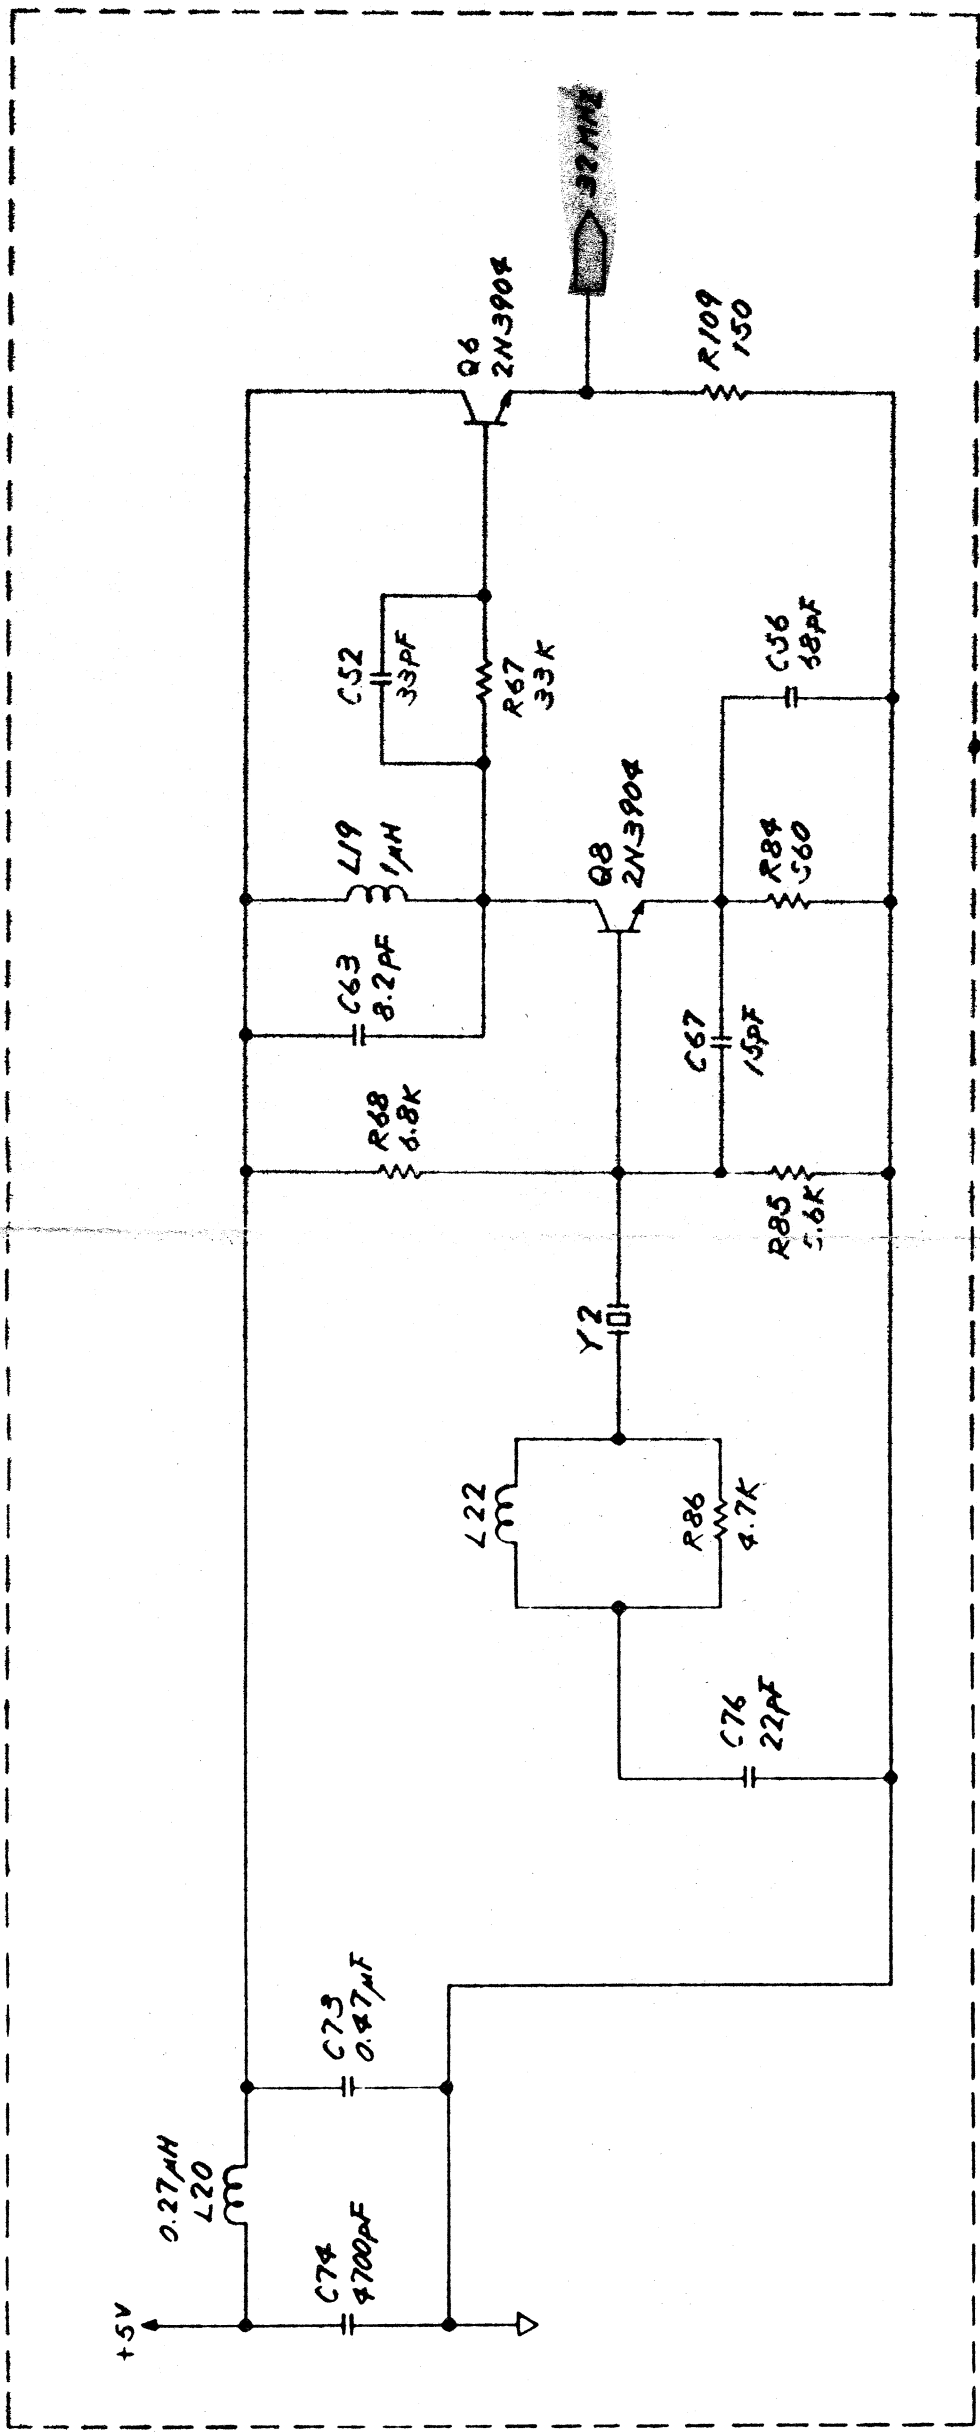 +5V
0.27µH
L20
C74
4700pF
C73
0.47µF
C76
22pF
L22
R86
4.7K
Y2
R68
6.8K
R85
5.6K
C63
8.2pF
L19
1µH
C67
15pF
Q8
2N3904
R84
560
C52
33pF
R67
33K
C56
68pF
Q6
2N3904
R109
150
32 MHZ